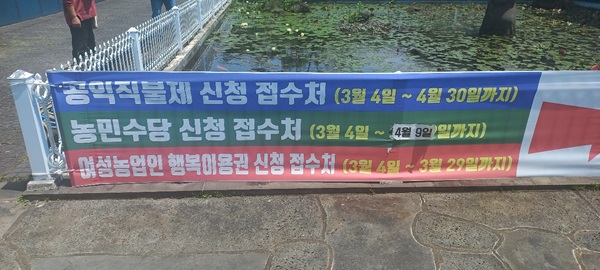 공익직불제 신청 접수처 (3월 4일 ~ 4월 30일까지)
농민수당 신청 접수처 (3월 4일 ~ 4월 9일일까지)
여성농업인 행복이용권 신청 접수처 (3월 4일 ~ 3월 29일까지)